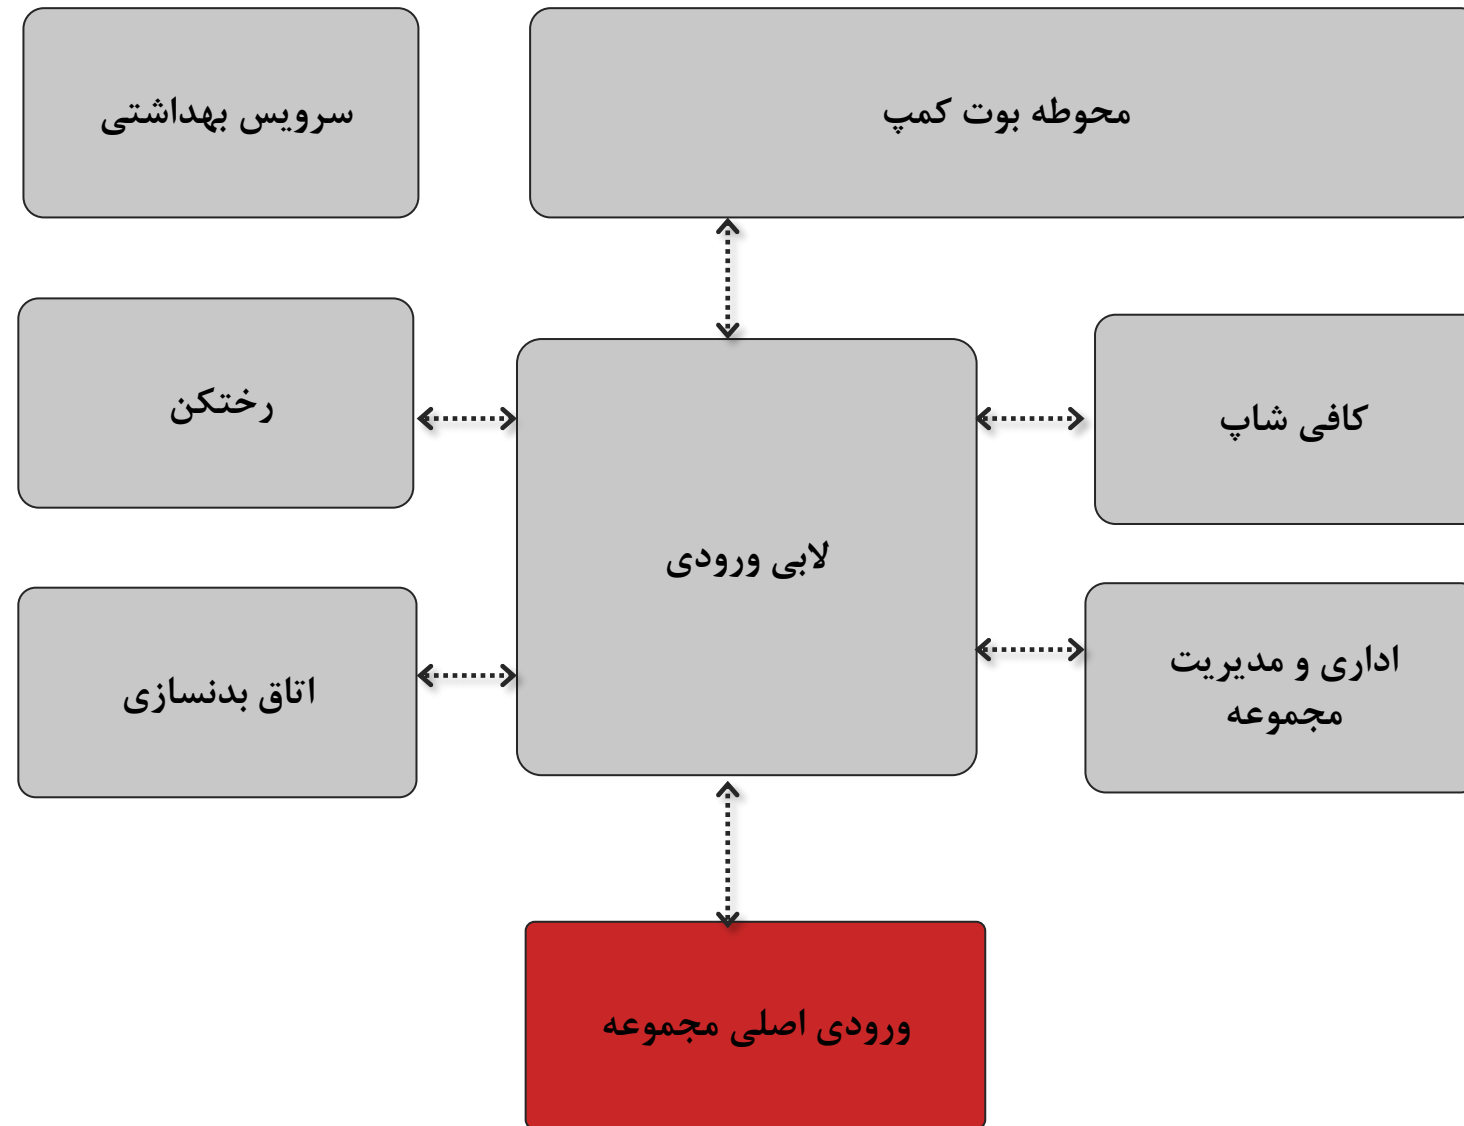 محوطه بوت کمپ
سرویس بهداشتی
کافی شاپ
رختکن
لابی ورودی
اداری و مدیریت
مجموعه
اتاق بدنسازی
ورودی اصلی مجموعه